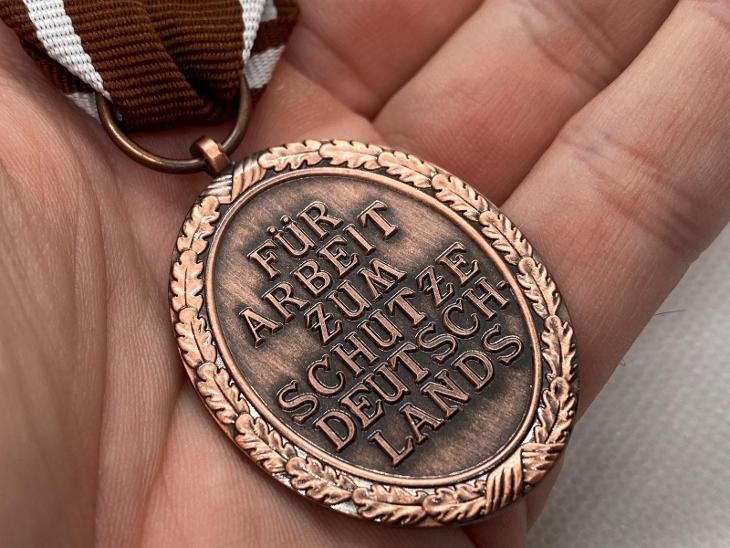 FÜR
ARBEIT
ZUM
SCHUTZE
DEUTSCH-
LANDS